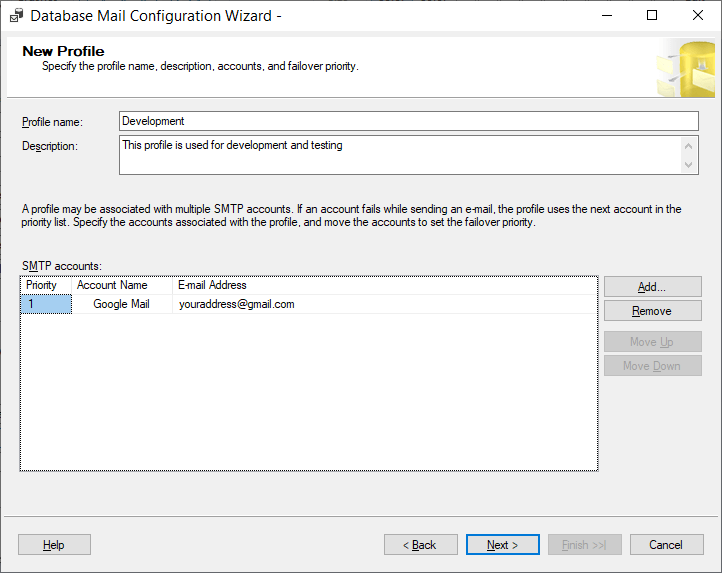 Database Mail Configuration Wizard -
New Profile
Specify the profile name, description, accounts, and failover priority.
Profile name: Development
Description: This profile is used for development and testing
A profile may be associated with multiple SMTP accounts. If an account fails while sending an e-mail, the profile uses the next account in the
priority list. Specify the accounts associated with the profile, and move the accounts to set the failover priority.
SMTP accounts:
Priority Account Name E-mail Address
1 Google Mail youraddress@gmail.com
Add...
Remove
Move Up
Move Down
Help < Back Next > Finish >>| Cancel